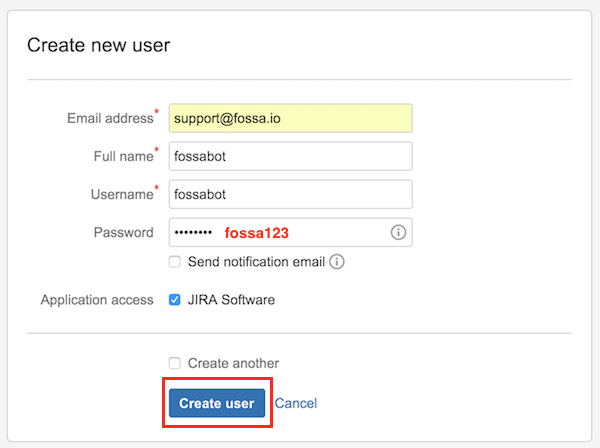 Create new user
Email address* support@fossa.io
Full name* fossabot
Username* fossabot
Password •••••••• fossa123
Send notification email
Application access JIRA Software
Create another
Create user Cancel